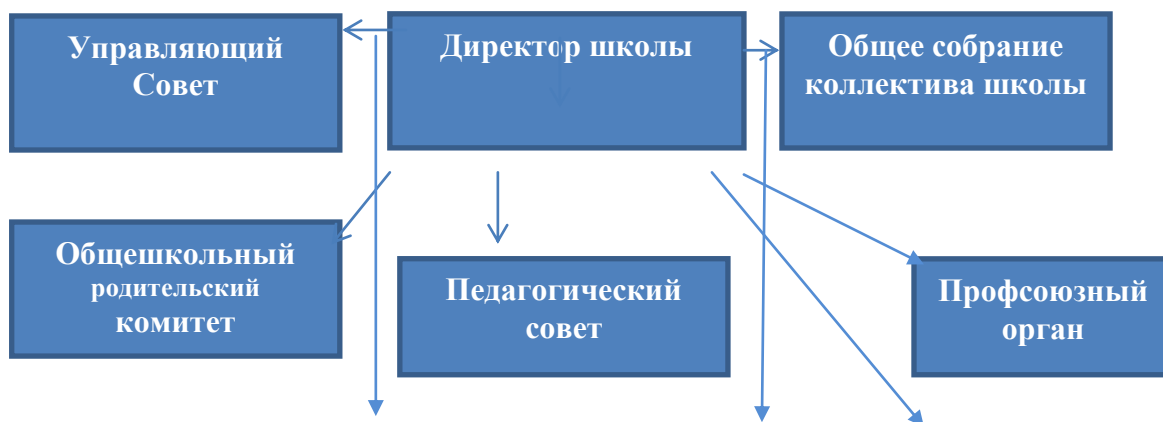 Управляющий
Совет
Директор школы
Общее собрание
коллектива школы
Общешкольный
родительский
комитет
Педагогический
совет
Профсоюзный
орган